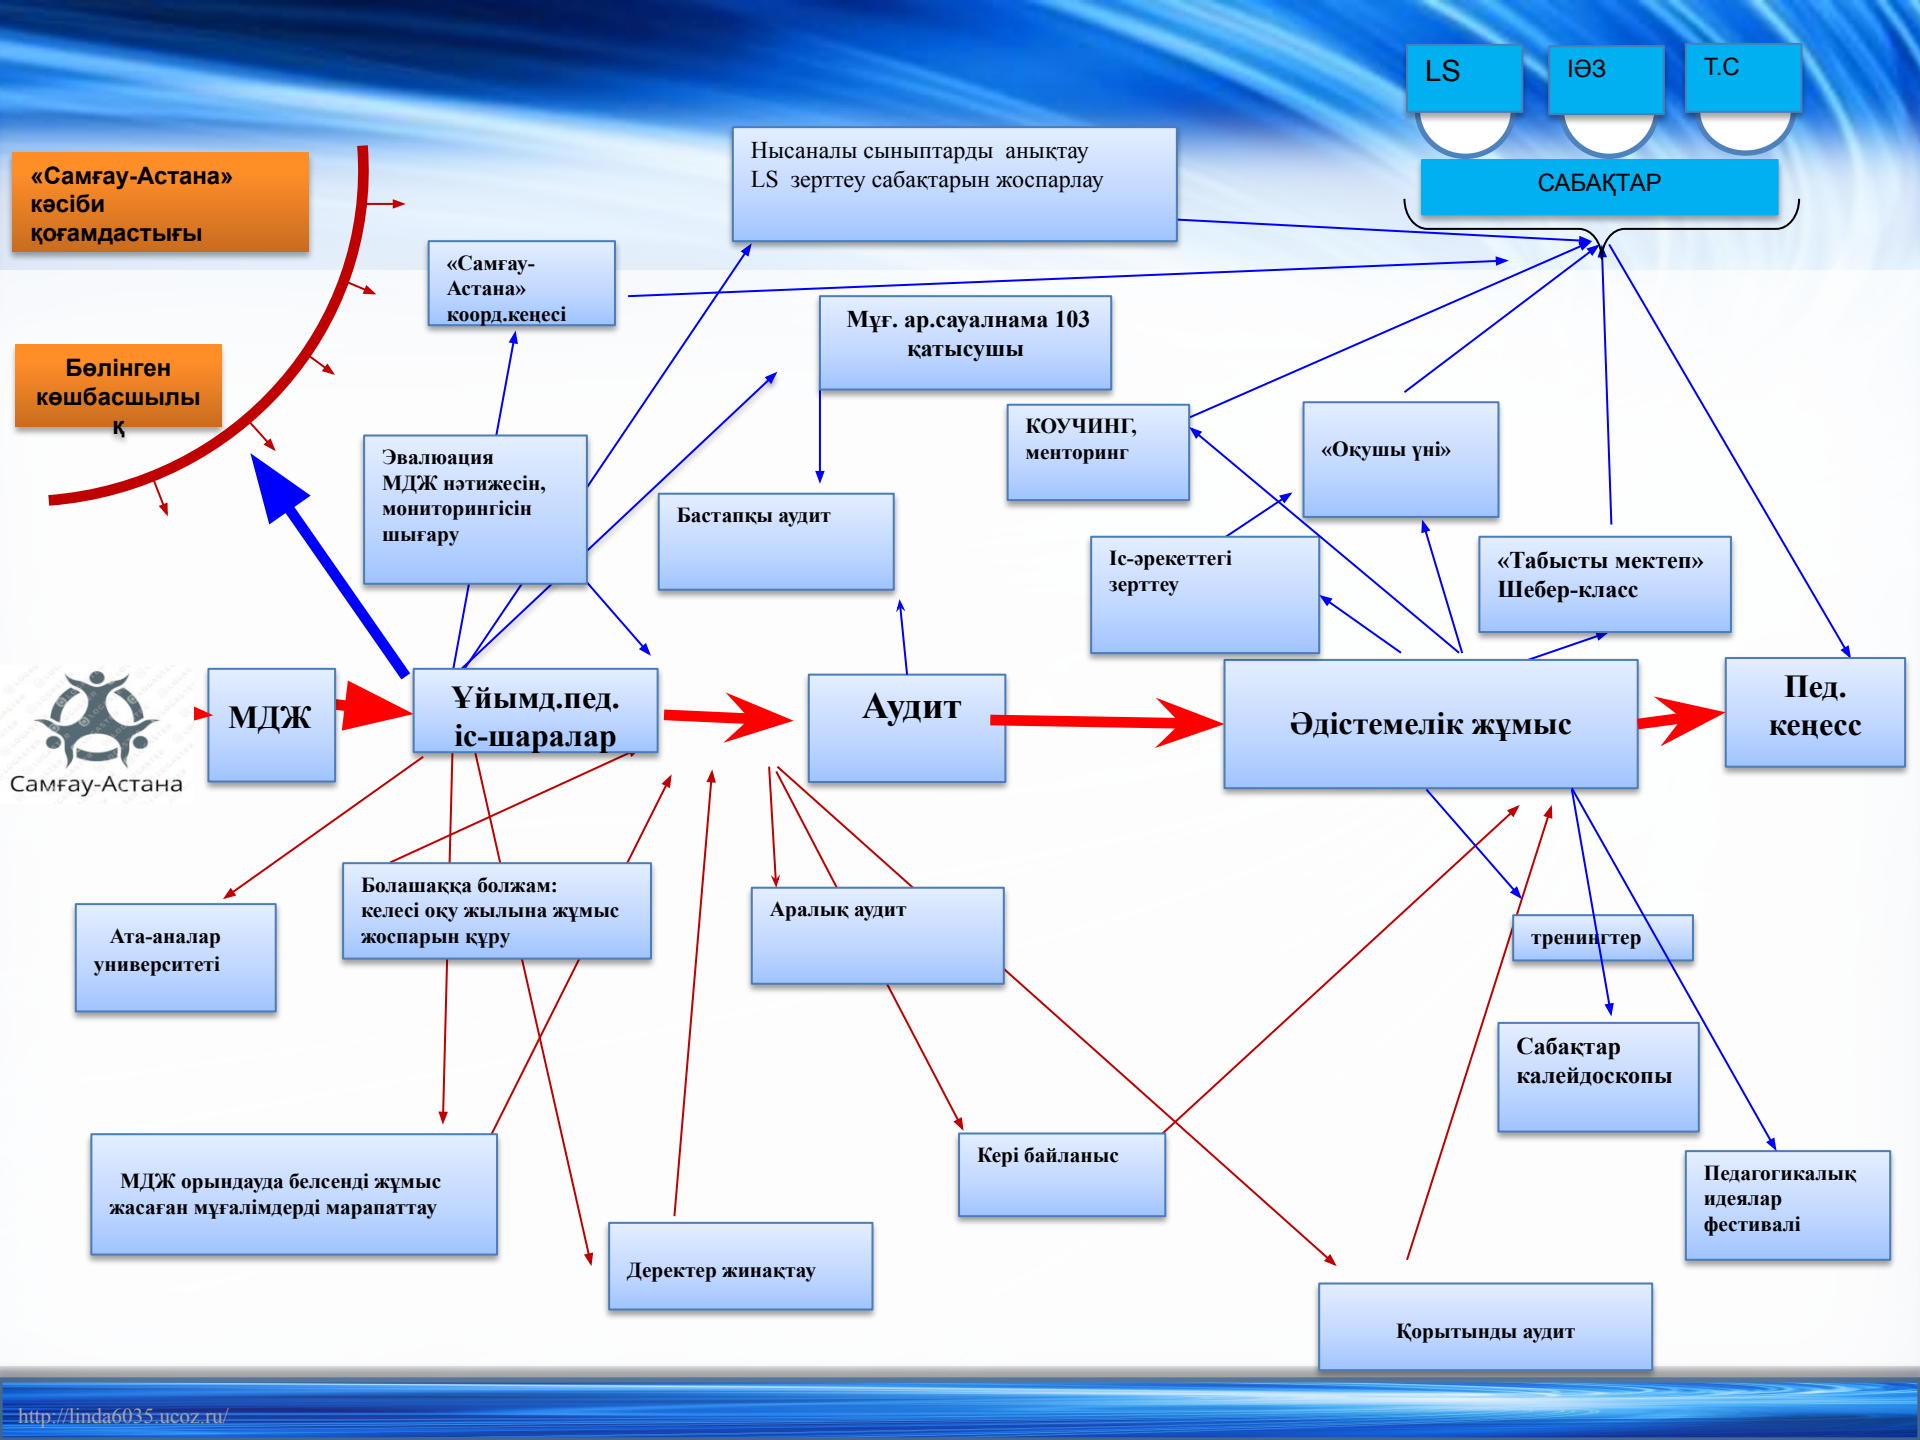 LS
ІӘЗ
Т.С
САБАҚТАР
Нысаналы сыныптарды анықтау
LS зерттеу сабақтарын жоспарлау
«Самғау-Астана»
кәсіби
қоғамдастығы
«Самғау-
Астана»
коорд.кеңесі
Мұғ. ар.сауалнама 103
қатысушы
Бөлінген
көшбасшылы
қ
Эвалюация
МДЖ нәтижесін,
мониторингісін
шығару
КОУЧИНГ,
менторинг
«Оқушы үні»
Бастапқы аудит
Іс-әрекеттегі
зерттеу
«Табысты мектеп»
Шебер-класс
Самғау-Астана
МДЖ
Ұйымд.пед.
іс-шаралар
Аудит
Әдістемелік жұмыс
Пед.
кеңесс
Болашаққа болжам:
келесі оқу жылына жұмыс
жоспарын құру
Аралық аудит
Ата-аналар
университеті
тренингтер
Сабақтар
калейдоскопы
МДЖ орындауда белсенді жұмыс
жасаған мұғалімдерді марапаттау
Кері байланыс
Педагогикалық
идеялар
фестивалі
Деректер жинақтау
Қорытынды аудит
http://linda6035.ucoz.ru/